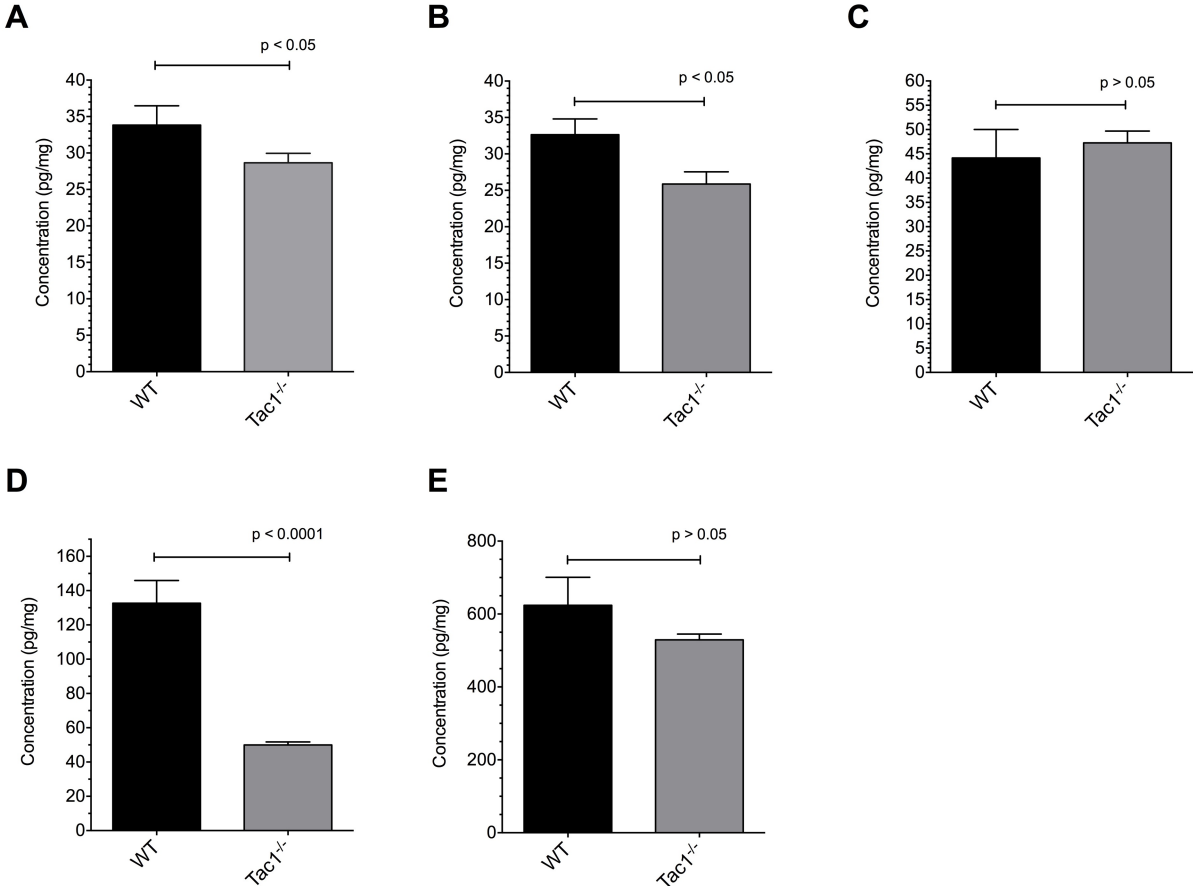 A
p < 0.05
Concentration (pg/mg)
40
35
30
25
20
15
10
5
0
WT
Tac1-/-
B
p < 0.05
Concentration (pg/mg)
40
35
30
25
20
15
10
5
0
WT
Tac1-/-
C
p > 0.05
Concentration (pg/mg)
60
55
50
45
40
35
30
25
20
15
10
5
0
WT
Tac1-/-
D
p < 0.0001
Concentration (pg/mg)
160
140
120
100
80
60
40
20
0
WT
Tac1-/-
E
p > 0.05
Concentration (pg/mg)
800
600
400
200
0
WT
Tac1-/-